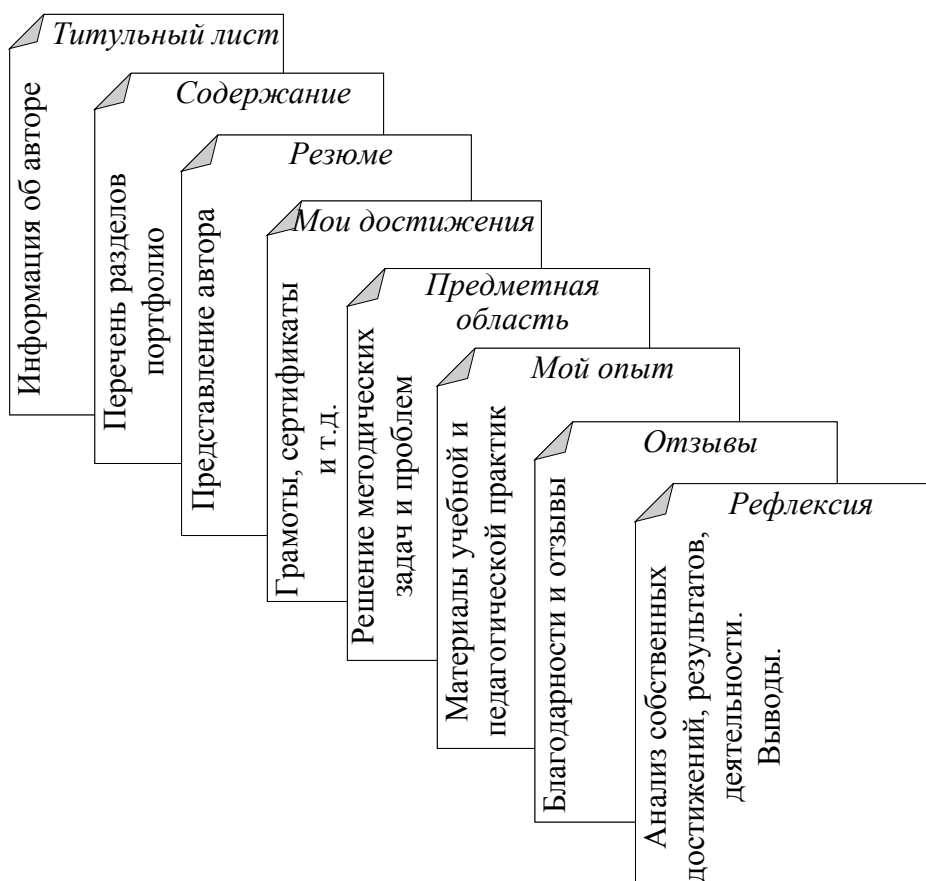 Титульный лист
Информация об авторе
Содержание
Перечень разделов
портфолио
Резюме
Представление автора
Мои достижения
Грамоты, сертификаты
и т.д.
Предметная
область
Решение методических
задач и проблем
Мой опыт
Материалы учебной и
педагогической практик
Отзывы
Благодарности и отзывы
Рефлексия
Анализ собственных
достижений, результатов,
деятельности.
Выводы.